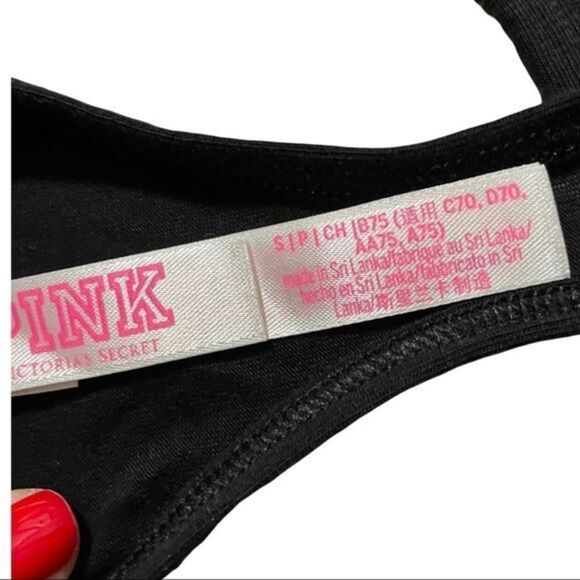 PINK
VICTORIA'S SECRET
S | P | CH | B75 (适用 C70, D70,
AA75, A75)
made in Sri Lanka/fabriqué au Sri Lanka/
hecho en Sri Lanka/fabricato in Sri
Lanka/斯里兰卡制造